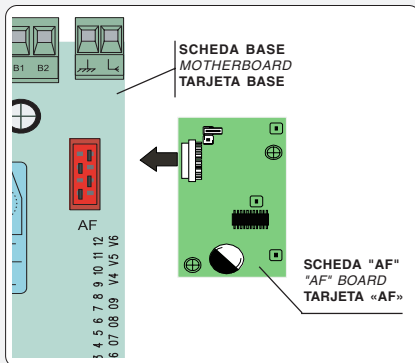 B1 B2
SCHEDA BASE
MOTHERBOARD
TARJETA BASE
AF
3 4 5 6 7 8 9 10 11 12
06 07 08 09 V4 V5 V6
SCHEDA "AF"
"AF" BOARD
TARJETA «AF»